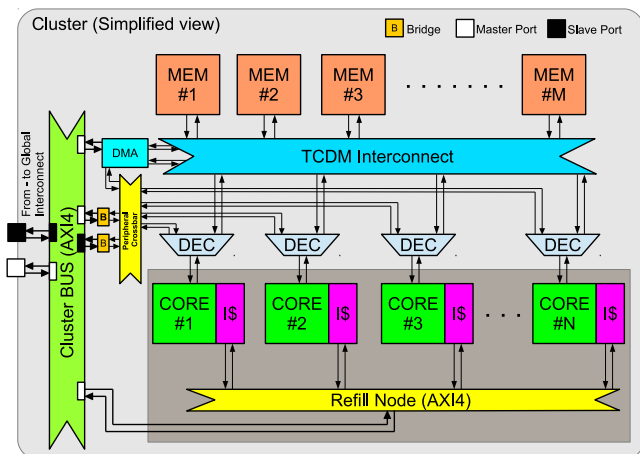 Cluster (Simplified view)
B Bridge
Master Port
Slave Port
MEM
#1
MEM
#2
MEM
#3
. . . . . . .
MEM
#M
DMA
TCDM Interconnect
From - to Global
Interconnect
Cluster BUS (AXI4)
B
B
Peripheral
Crossbar
DEC
DEC
DEC
DEC
CORE
#1
I$
CORE
#2
I$
CORE
#3
I$
. . .
CORE
#N
I$
Refill Node (AXI4)